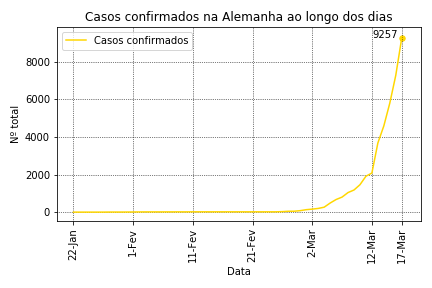 Casos confirmados na Alemanha ao longo dos dias
Casos confirmados
9257
Nº total
8000
6000
4000
2000
0
22-Jan
1-Fev
11-Fev
21-Fev
2-Mar
12-Mar
17-Mar
Data